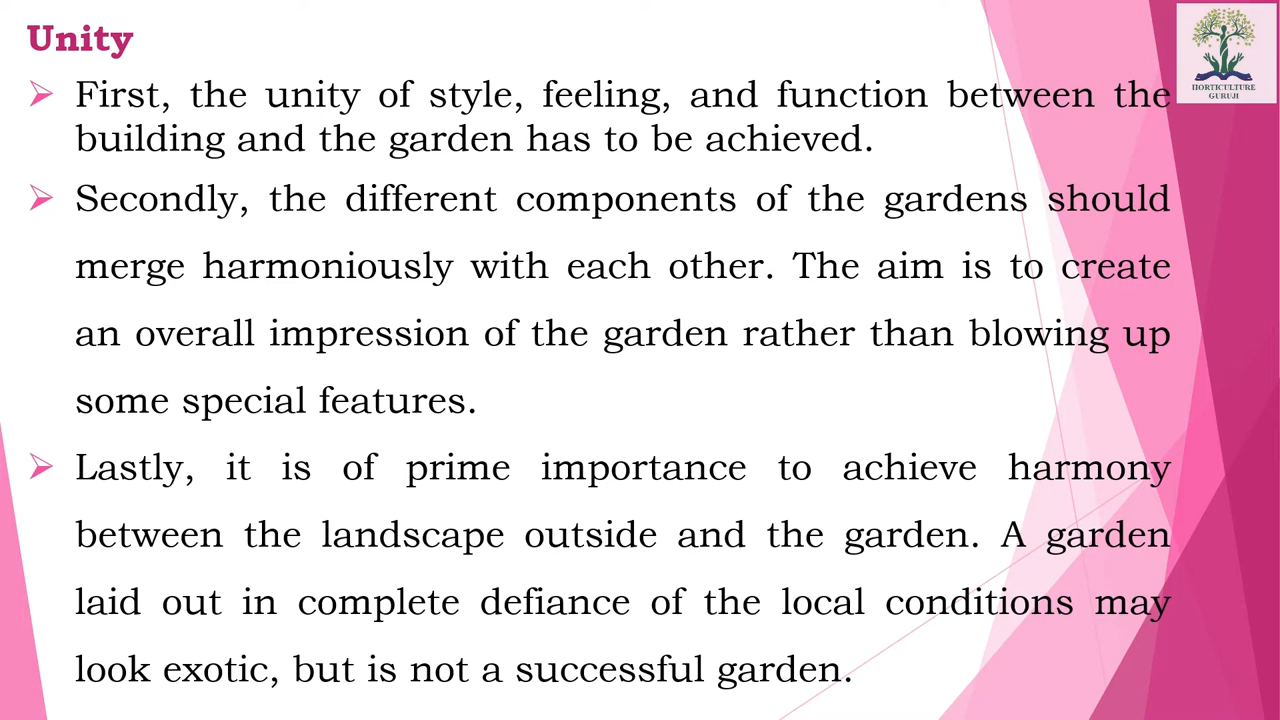 Unity
HORTICULTURE
GURUJI
➢ First, the unity of style, feeling, and function between the
building and the garden has to be achieved.
➢ Secondly, the different components of the gardens should
merge harmoniously with each other. The aim is to create
an overall impression of the garden rather than blowing up
some special features.
➢ Lastly, it is of prime importance to achieve harmony
between the landscape outside and the garden. A garden
laid out in complete defiance of the local conditions may
look exotic, but is not a successful garden.